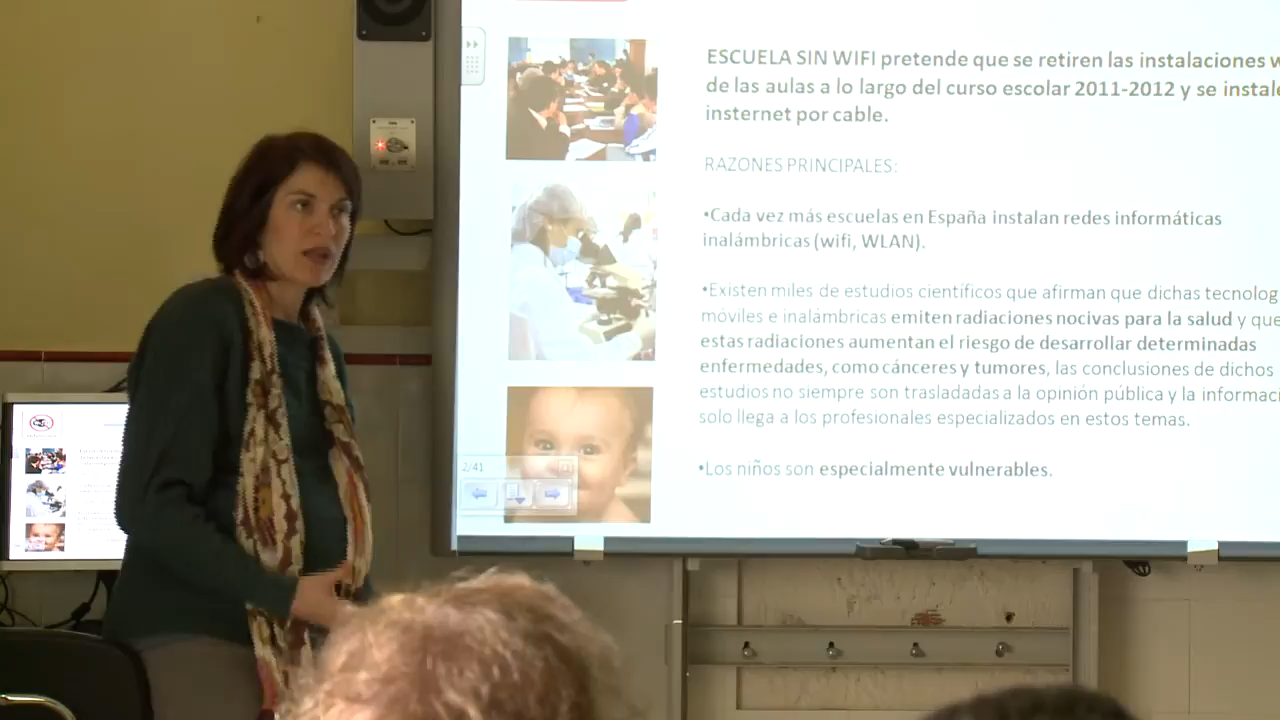 ESCUELA SIN WIFI pretende que se retiren las instalaciones
de las aulas a lo largo del curso escolar 2011-2012 y se
insternet por cable.
RAZONES PRINCIPALES:
•Cada vez más escuelas en España instalan redes informáticas
inalámbricas (wifi, WLAN).
•Existen miles de estudios científicos que afirman que dichas tecnolog
móviles e inalámbricas emiten radiaciones nocivas para la salud y que
estas radiaciones aumentan el riesgo de desarrollar determinadas
enfermedades, como cánceres y tumores, las conclusiones de dichos
estudios no siempre son trasladadas a la opinión pública y la informaci
solo llega a los profesionales especializados en estos temas.
•Los niños son especialmente vulnerables.
2/41